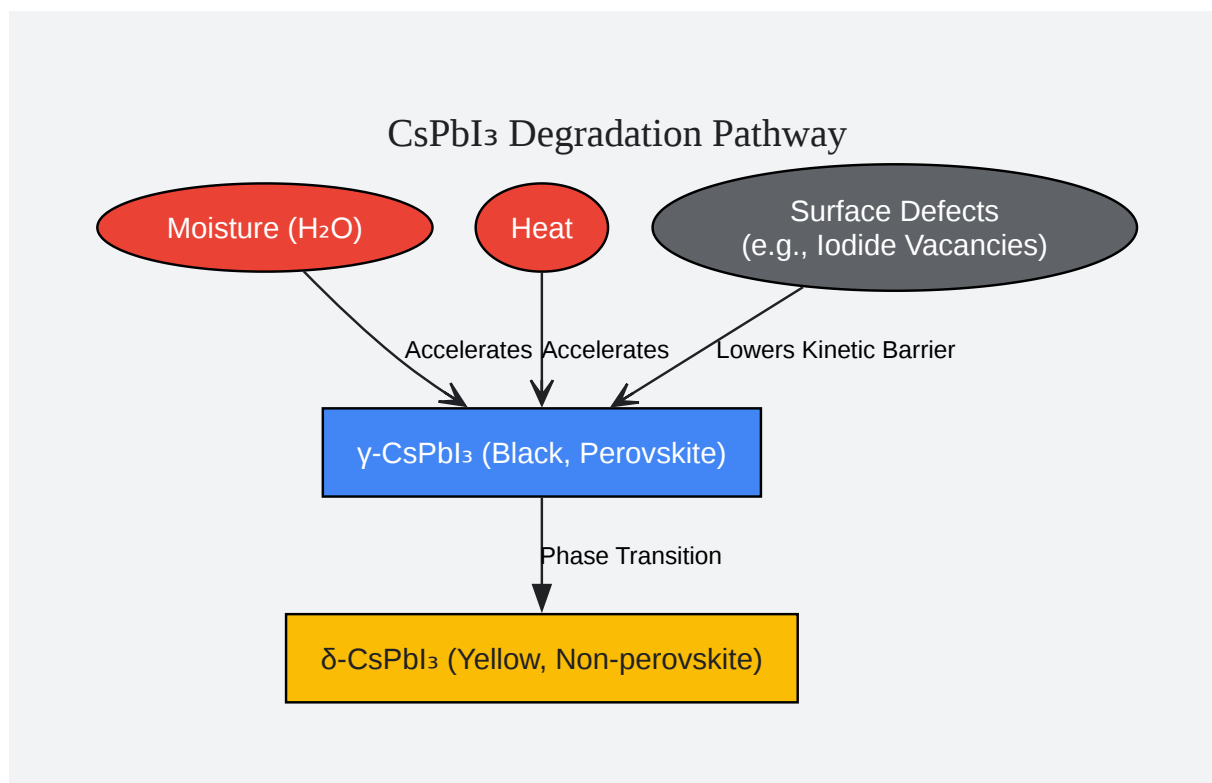 CsPbI₃ Degradation Pathway
Moisture (H₂O)
Heat
Surface Defects
(e.g., Iodide Vacancies)
Accelerates
Accelerates
Lowers Kinetic Barrier
γ-CsPbI₃ (Black, Perovskite)
Phase Transition
δ-CsPbI₃ (Yellow, Non-perovskite)